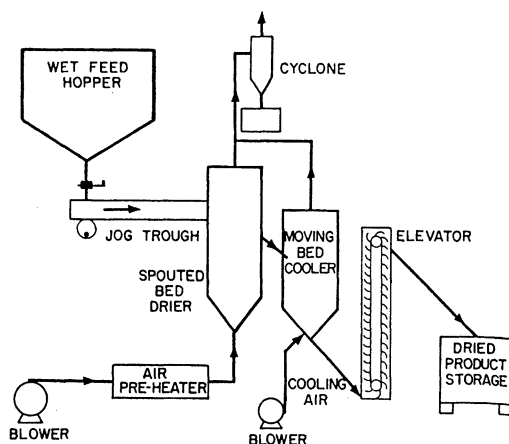 WET FEED
HOPPER
CYCLONE
JOG TROUGH
SPOUTED
BED
DRIER
MOVING
BED
COOLER
ELEVATOR
AIR
PRE-HEATER
BLOWER
COOLING
AIR
BLOWER
DRIED
PRODUCT
STORAGE